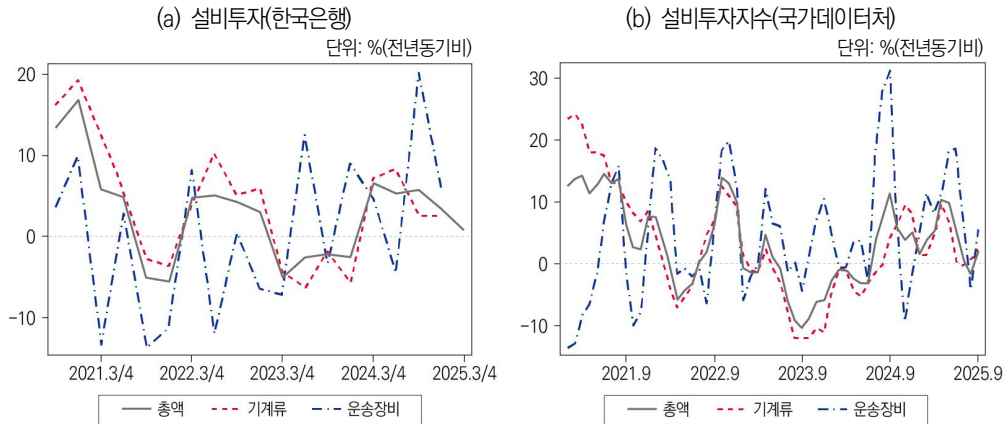 (a) 설비투자(한국은행)
단위: %(전년동기비)
20
10
0
−10
2021.3/4 2022.3/4 2023.3/4 2024.3/4 2025.3/4
총액 기계류 운송장비
(b) 설비투자지수(국가데이터처)
단위: %(전년동기비)
30
20
10
0
−10
2021.9 2022.9 2023.9 2024.9 2025.9
총액 기계류 운송장비